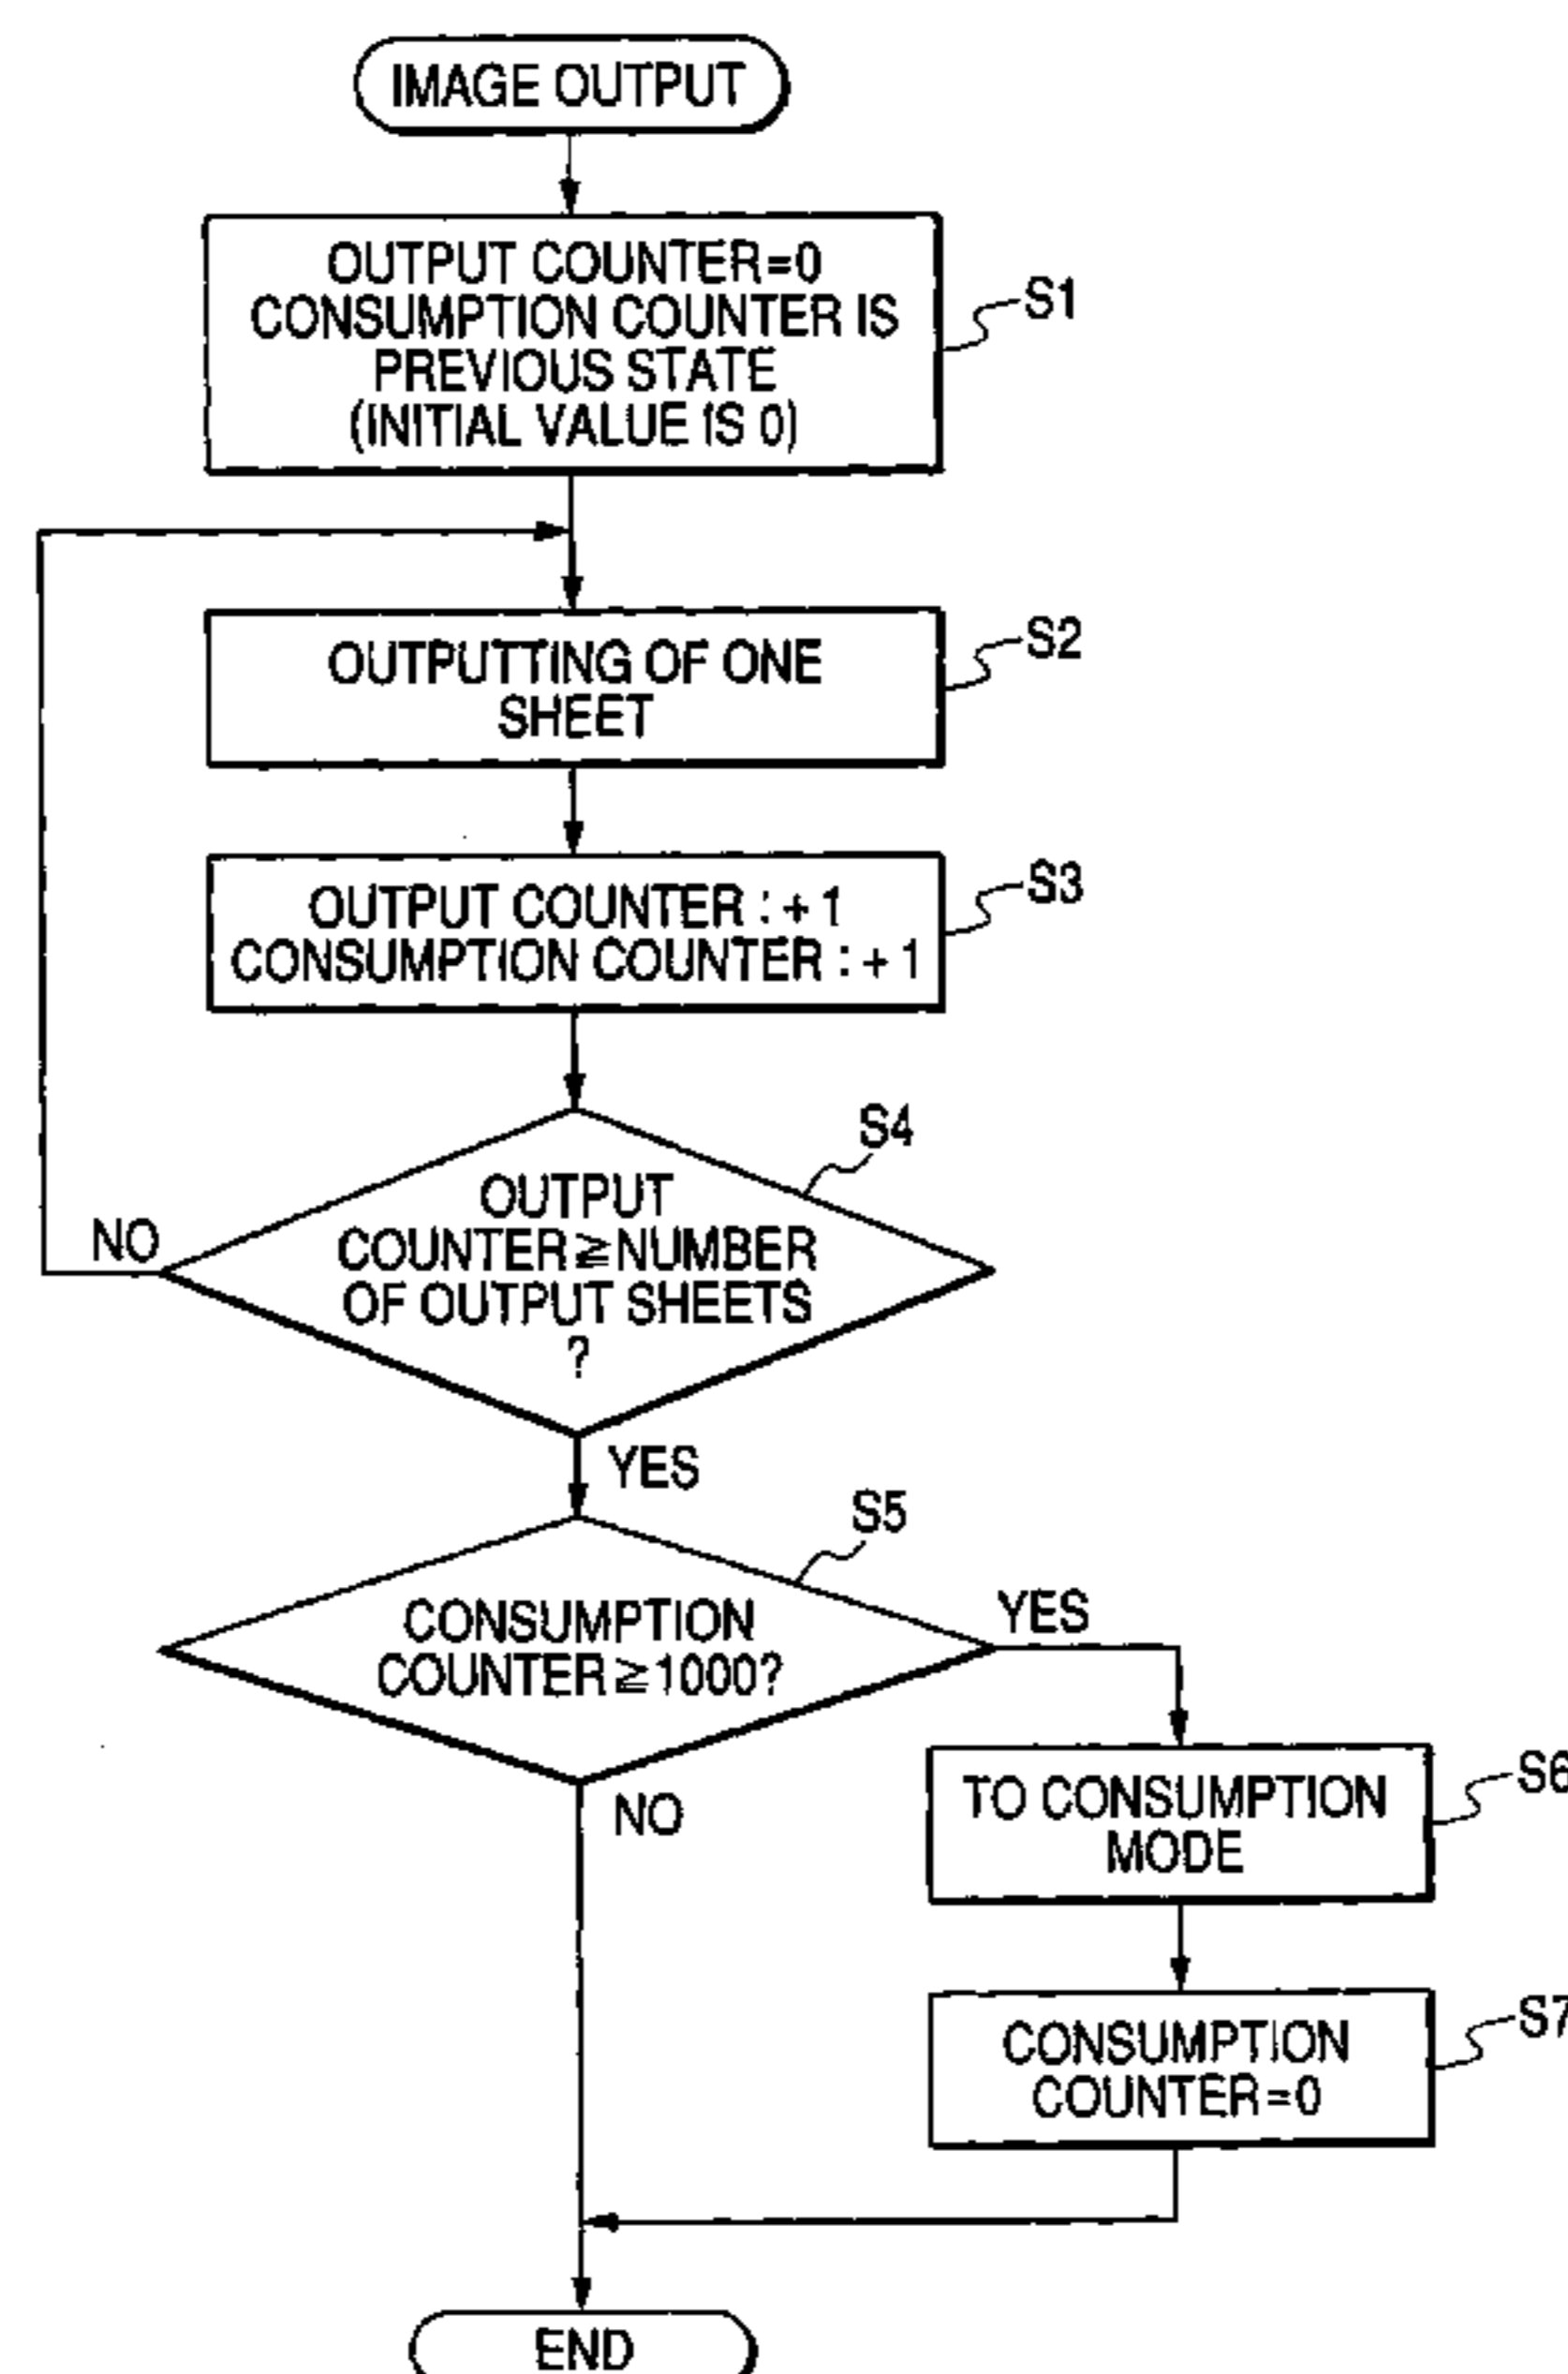 IMAGE OUTPUT
OUTPUT COUNTER=0
CONSUMPTION COUNTER IS
PREVIOUS STATE
(INITIAL VALUE IS 0)
S1
OUTPUTTING OF ONE
SHEET
S2
OUTPUT COUNTER : + 1
CONSUMPTION COUNTER : + 1
S3
S4
OUTPUT
COUNTER≧NUMBER
OF OUTPUT SHEETS
?
NO
YES
S5
CONSUMPTION
COUNTER≧1000?
YES
NO
TO CONSUMPTION
MODE
S6
CONSUMPTION
COUNTER=0
S7
END